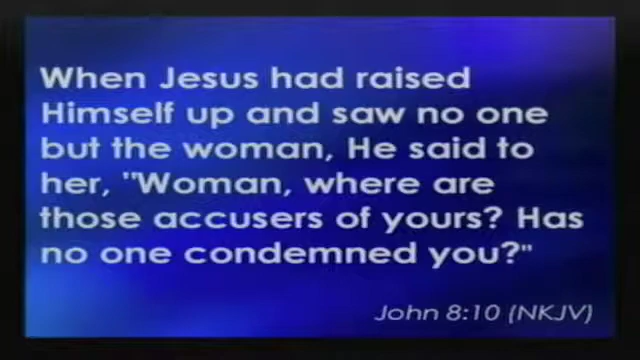 When Jesus had raised
Himself up and saw no one
but the woman, He said to
her, "Woman, where are
those accusers of yours? Has
no one condemned you?"
John 8:10 (NKJV)